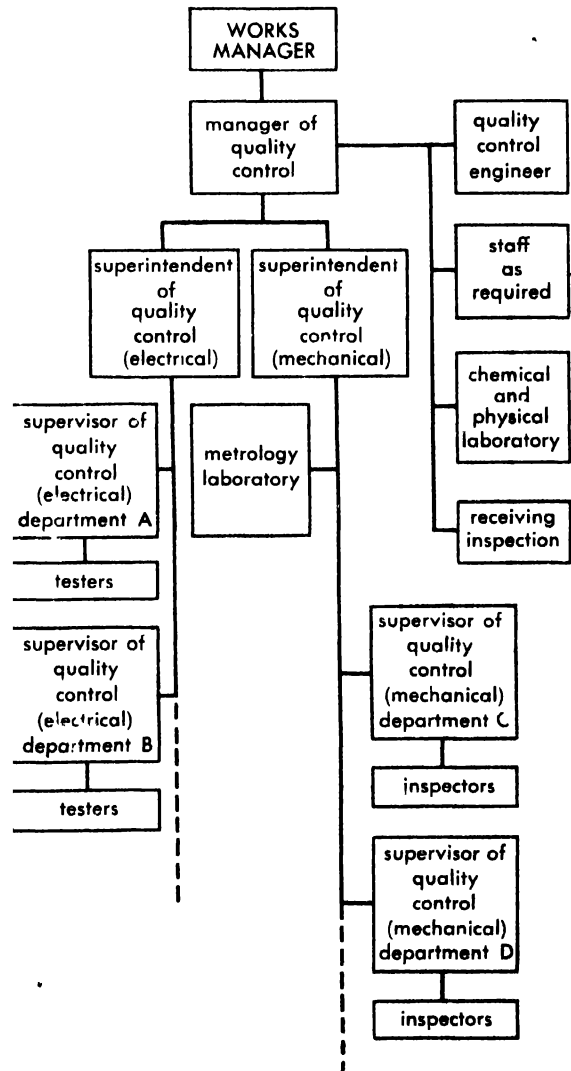 WORKS
MANAGER
manager of
quality
control
quality
control
engineer
staff
as
required
chemical
and
physical
laboratory
receiving
inspection
superintendent
of
quality
control
(electrical)
superintendent
of
quality
control
(mechanical)
supervisor of
quality
control
(electrical)
department A
testers
supervisor of
quality
control
(electrical)
department B
testers
metrology
laboratory
supervisor of
quality
control
(mechanical)
department C
inspectors
supervisor of
quality
control
(mechanical)
department D
inspectors